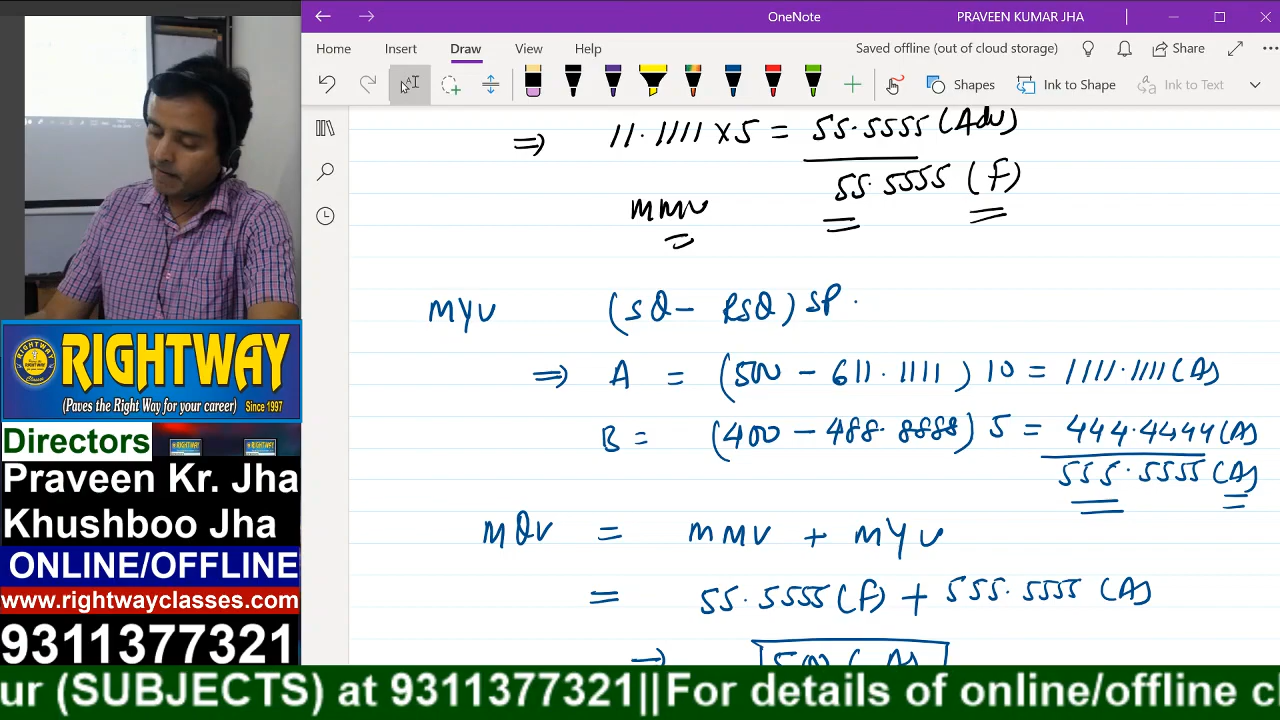 OneNote
PRAVEEN KUMAR JHA
Home Insert Draw View Help
Saved offline (out of cloud storage)
Share
Shapes
Ink to Shape
Ink to Text
⇒ 11.1111 × 5 = 55.5555 (Adv)
55.5555 (F)
MMV
MYV (SQ - RSQ) SP.
⇒ A = (500 - 611.1111) 10 = 1111.1111 (A)
B = (400 - 488.8888) 5 = 444.4444 (A)
555.5555 (A)
MQV = MMV + MYV
= 55.5555 (F) + 555.5555 (A)
⇒ 500 (A)
RIGHTWAY
(Paves the Right Way for your career) Since 1997
Directors
Praveen Kr. Jha
Khushboo Jha
ONLINE/OFFLINE
www.rightwayclasses.com
9311377321
ur (SUBJECTS) at 9311377321||For details of online/offline cl